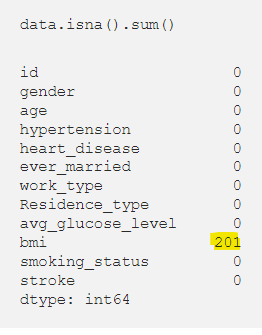 data.isna().sum()
id 0
gender 0
age 0
hypertension 0
heart_disease 0
ever_married 0
work_type 0
Residence_type 0
avg_glucose_level 0
bmi 201
smoking_status 0
stroke 0
dtype: int64